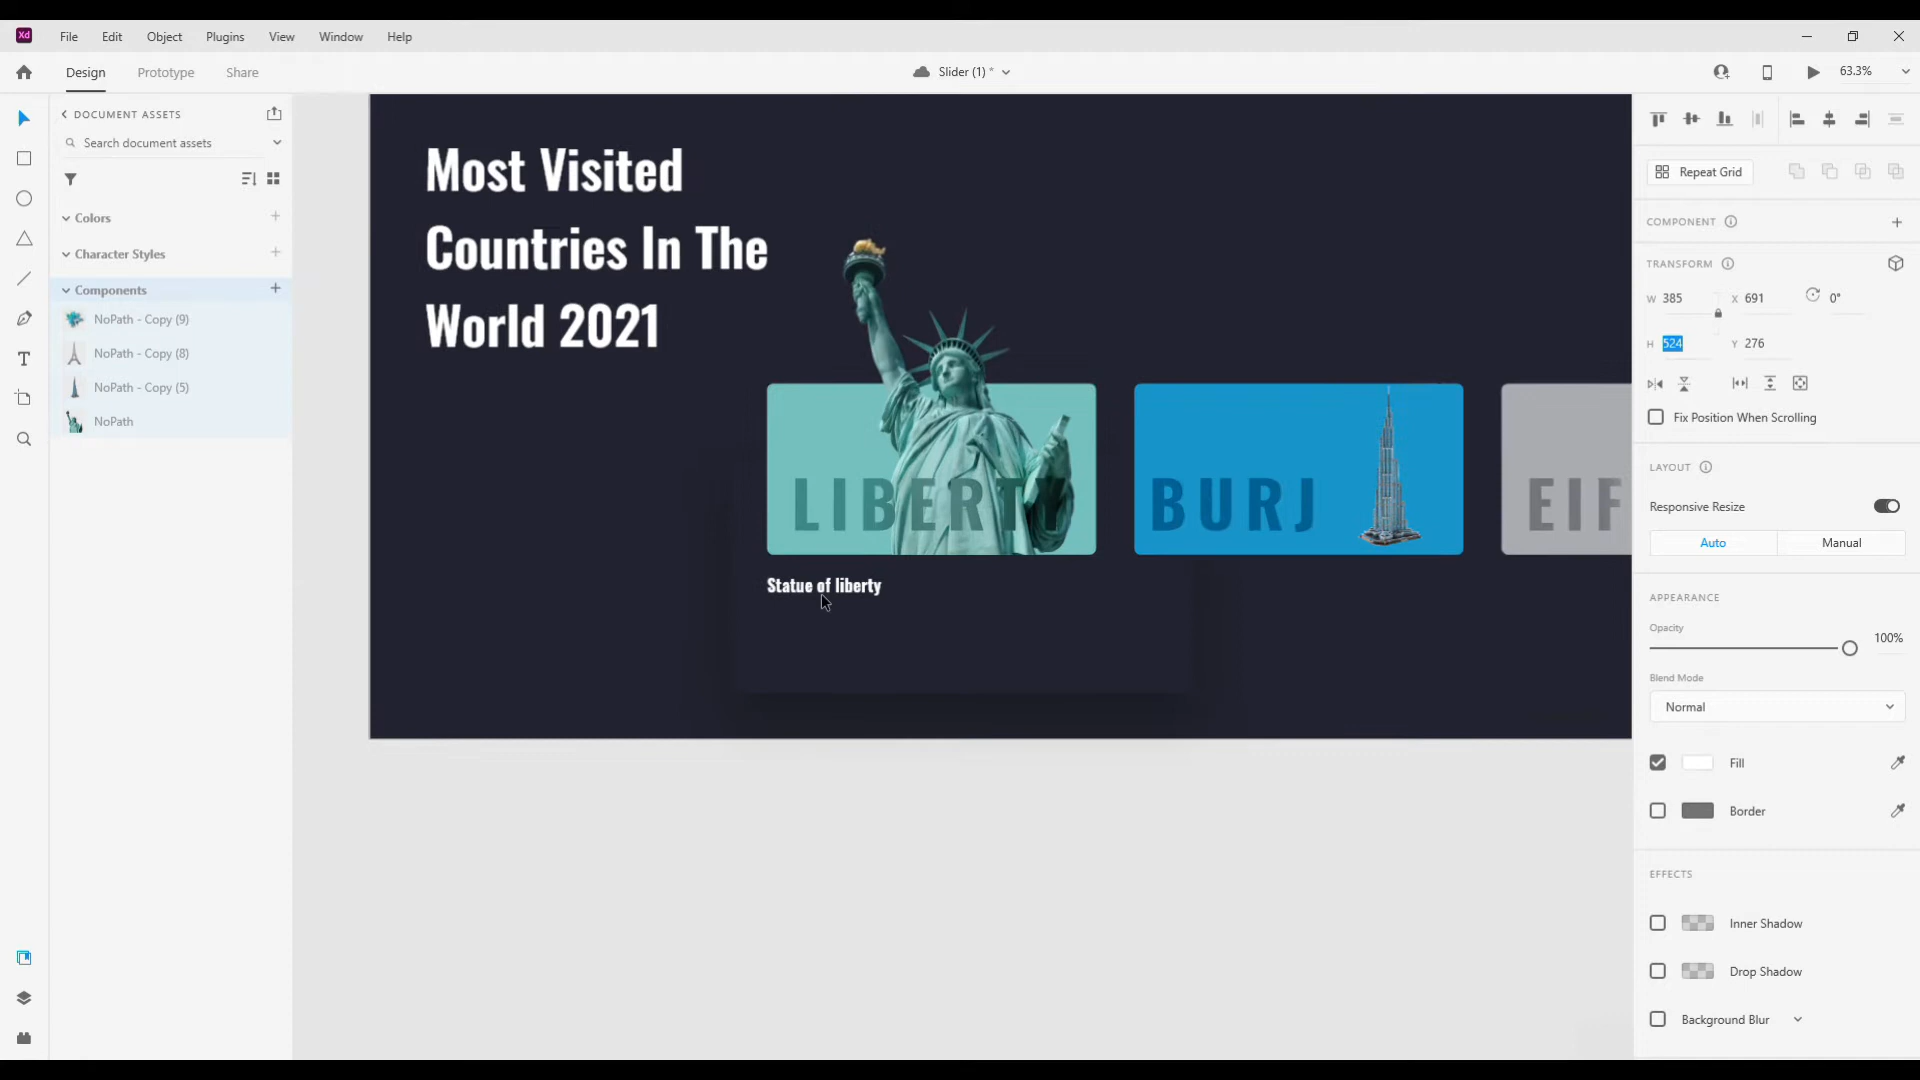 Xd
File Edit Object Plugins View Window Help
Design Prototype Share
Slider (1) *
63.3%
DOCUMENT ASSETS
Search document assets
Colors
Character Styles
Components
NoPath - Copy (9)
NoPath - Copy (8)
NoPath - Copy (5)
NoPath
Most Visited
Countries In The
World 2021
LIBERTY
BURJ
EIF
Statue of liberty
Repeat Grid
COMPONENT
TRANSFORM
W 385 X 691 0°
H 524 Y 276
Fix Position When Scrolling
LAYOUT
Responsive Resize
Auto Manual
APPEARANCE
Opacity
100%
Blend Mode
Normal
Fill
Border
EFFECTS
Inner Shadow
Drop Shadow
Background Blur